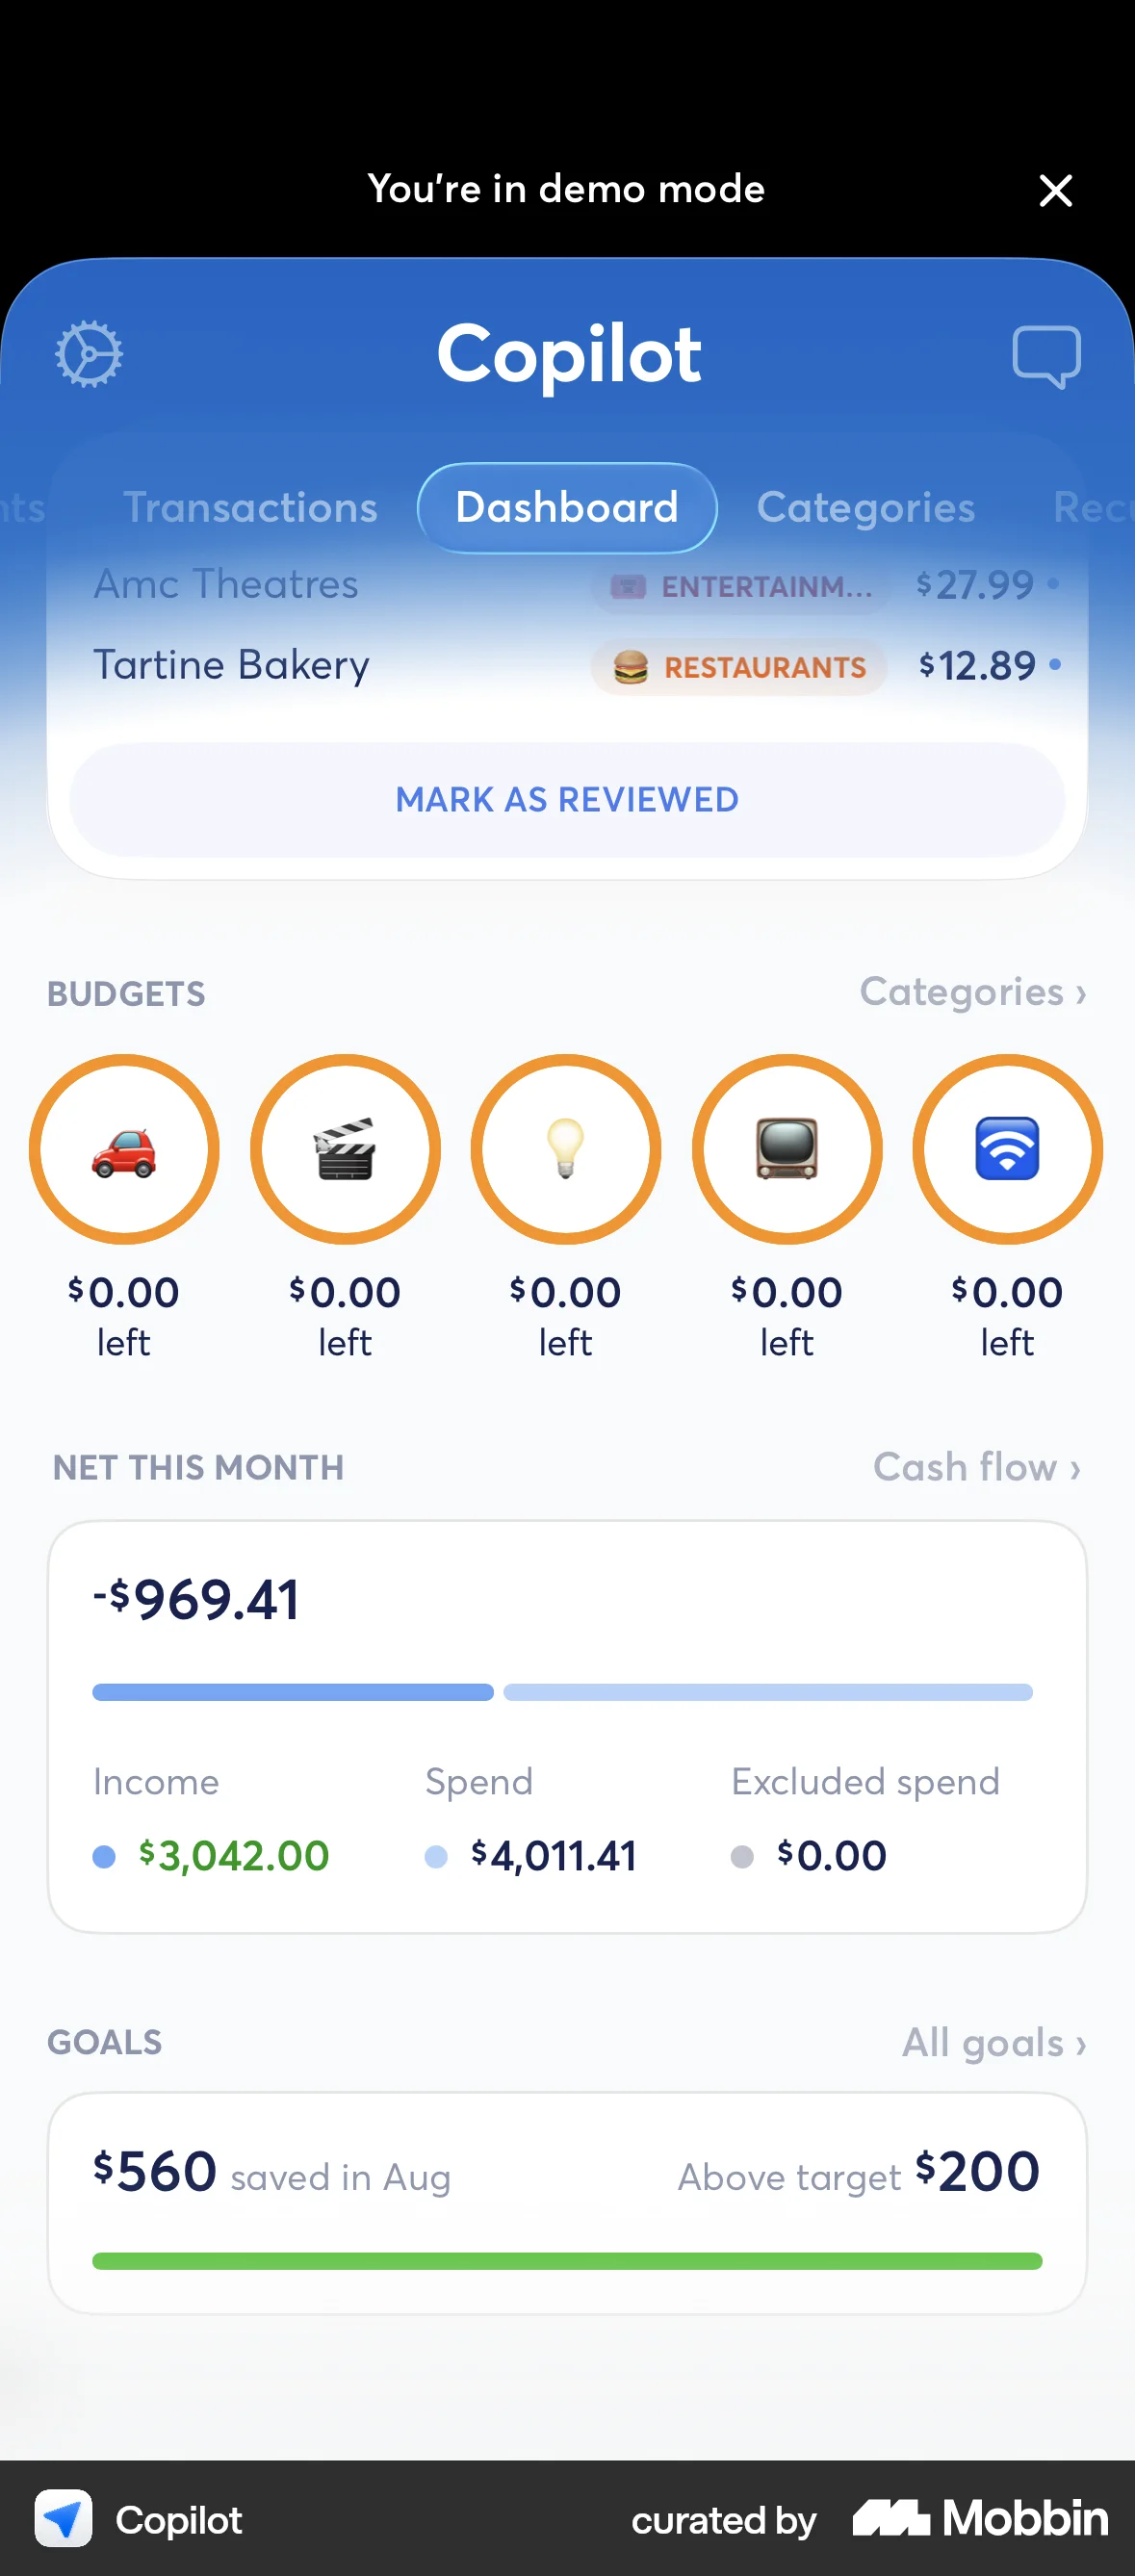 You're in demo mode
Copilot
Transactions Dashboard Categories
Amc Theatres ENTERTAINM... $27.99
Tartine Bakery RESTAURANTS $12.89
MARK AS REVIEWED
BUDGETS Categories ›
$0.00 $0.00 $0.00 $0.00 $0.00
left left left left left
NET THIS MONTH Cash flow ›
-$969.41
Income Spend Excluded spend
$3,042.00 $4,011.41 $0.00
GOALS All goals ›
$560 saved in Aug Above target $200
Copilot curated by Mobbin